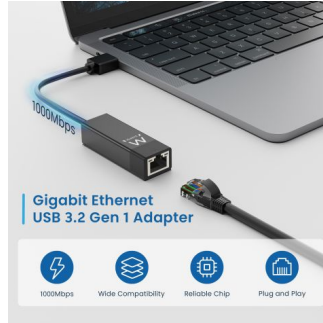 1000Mbps
Gigabit Ethernet
USB 3.2 Gen 1 Adapter
1000Mbps
Wide Compatibility
Reliable Chip
Plug and Play